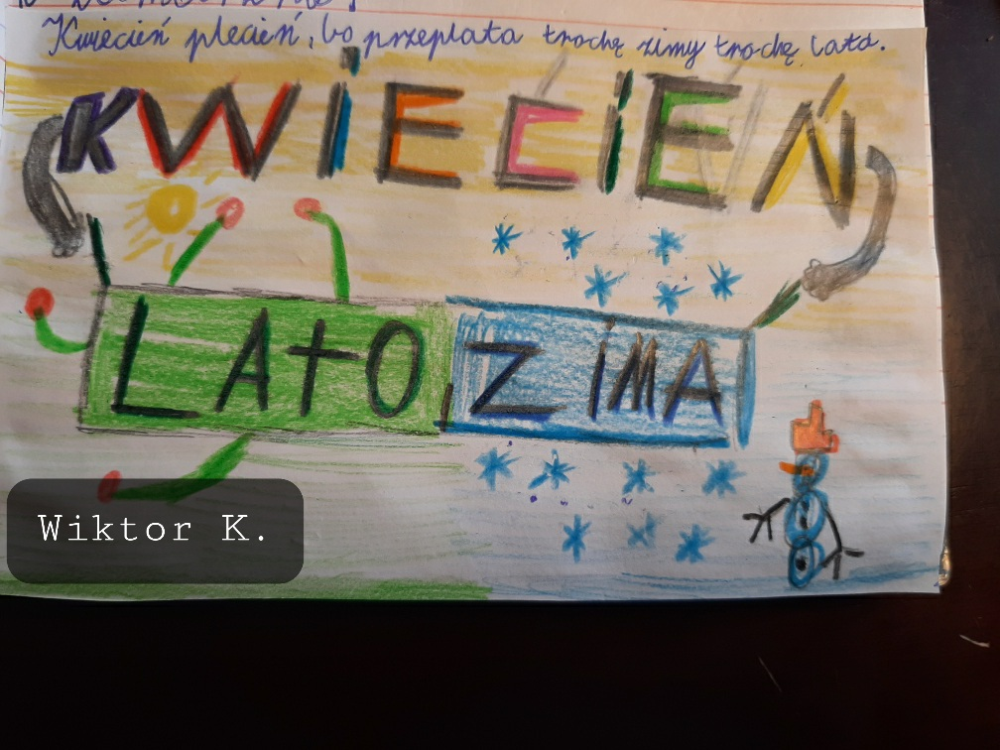 Kwiecień plecień, bo przeplata trochę zimy trochę lata.
KWIECIEŃ
LATO, ZIMA
Wiktor K.